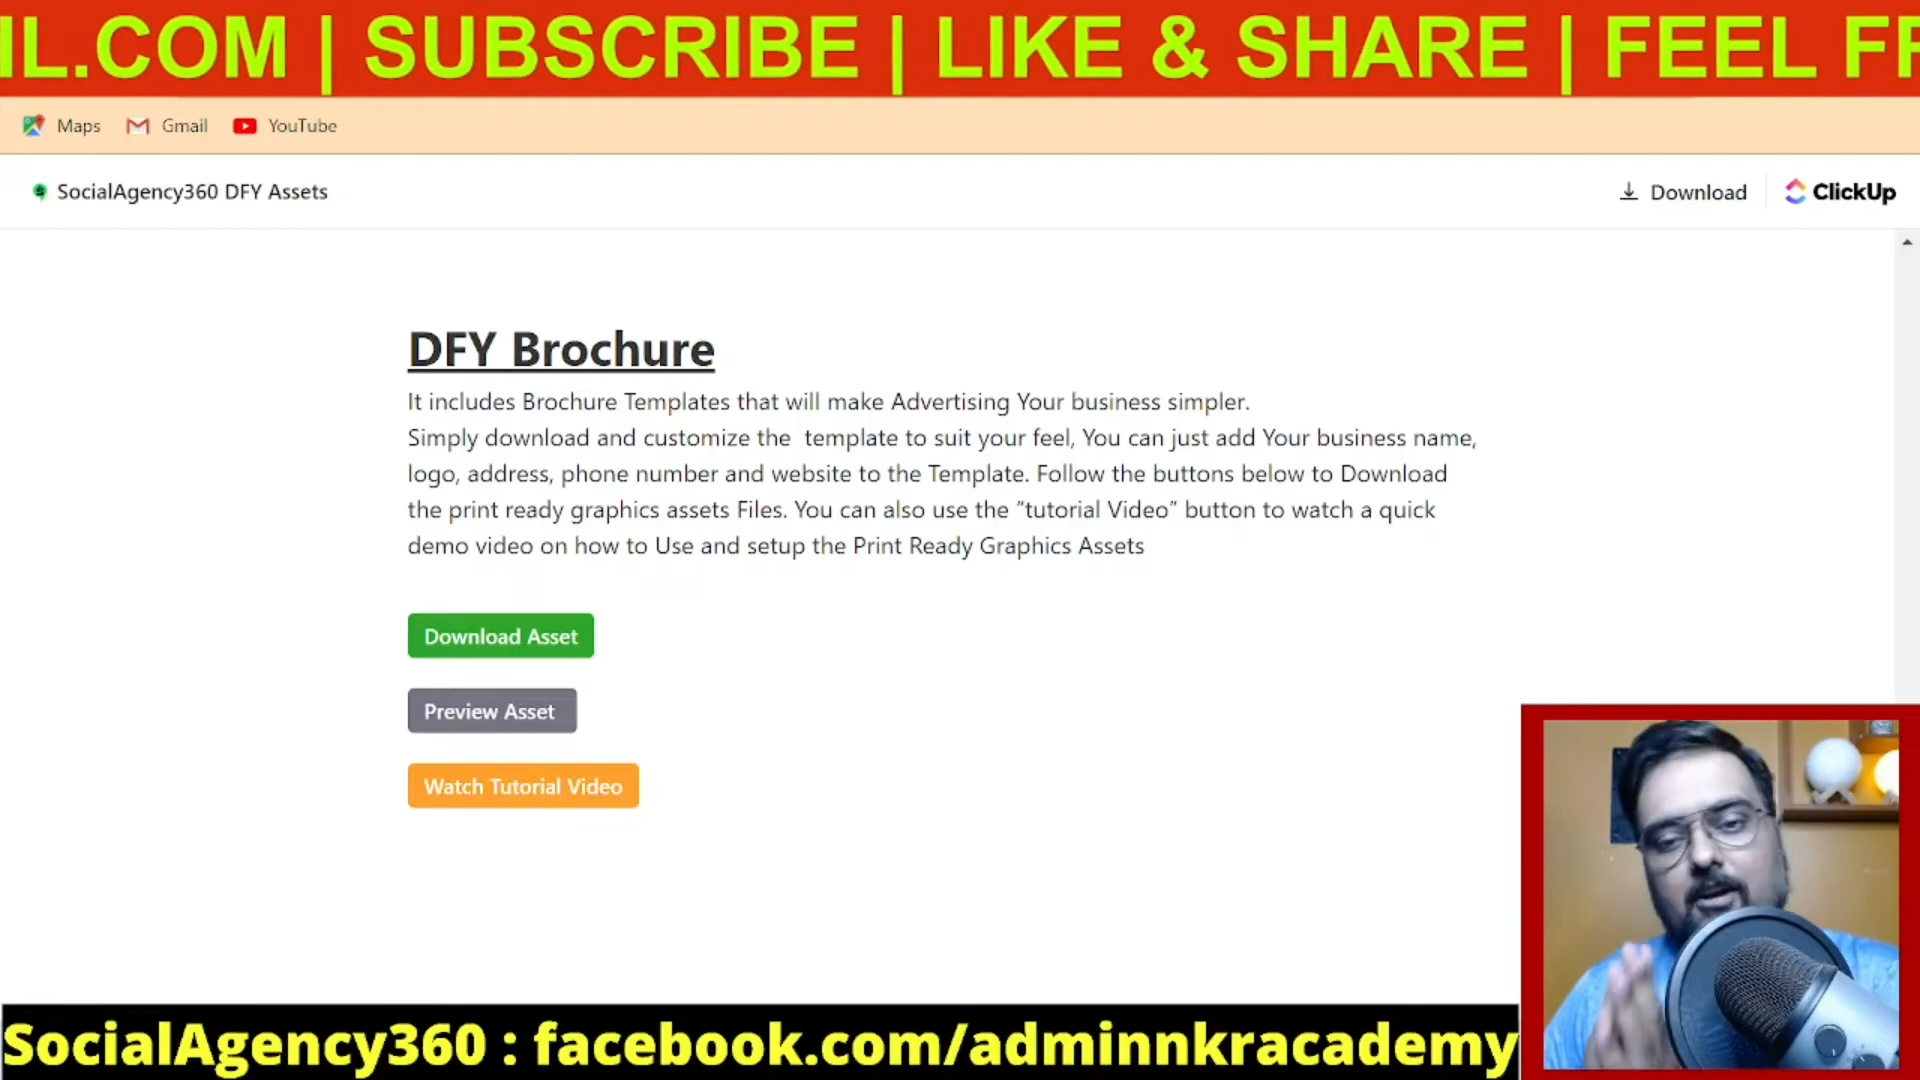 IL.COM | SUBSCRIBE | LIKE & SHARE | FEEL FR
Maps Gmail YouTube
SocialAgency360 DFY Assets Download ClickUp
DFY Brochure
It includes Brochure Templates that will make Advertising Your business simpler.
Simply download and customize the  template to suit your feel, You can just add Your business name,
logo, address, phone number and website to the Template. Follow the buttons below to Download
the print ready graphics assets Files. You can also use the “tutorial Video” button to watch a quick
demo video on how to Use and setup the Print Ready Graphics Assets
Download Asset
Preview Asset
Watch Tutorial Video
SocialAgency360 : facebook.com/adminnkracademy